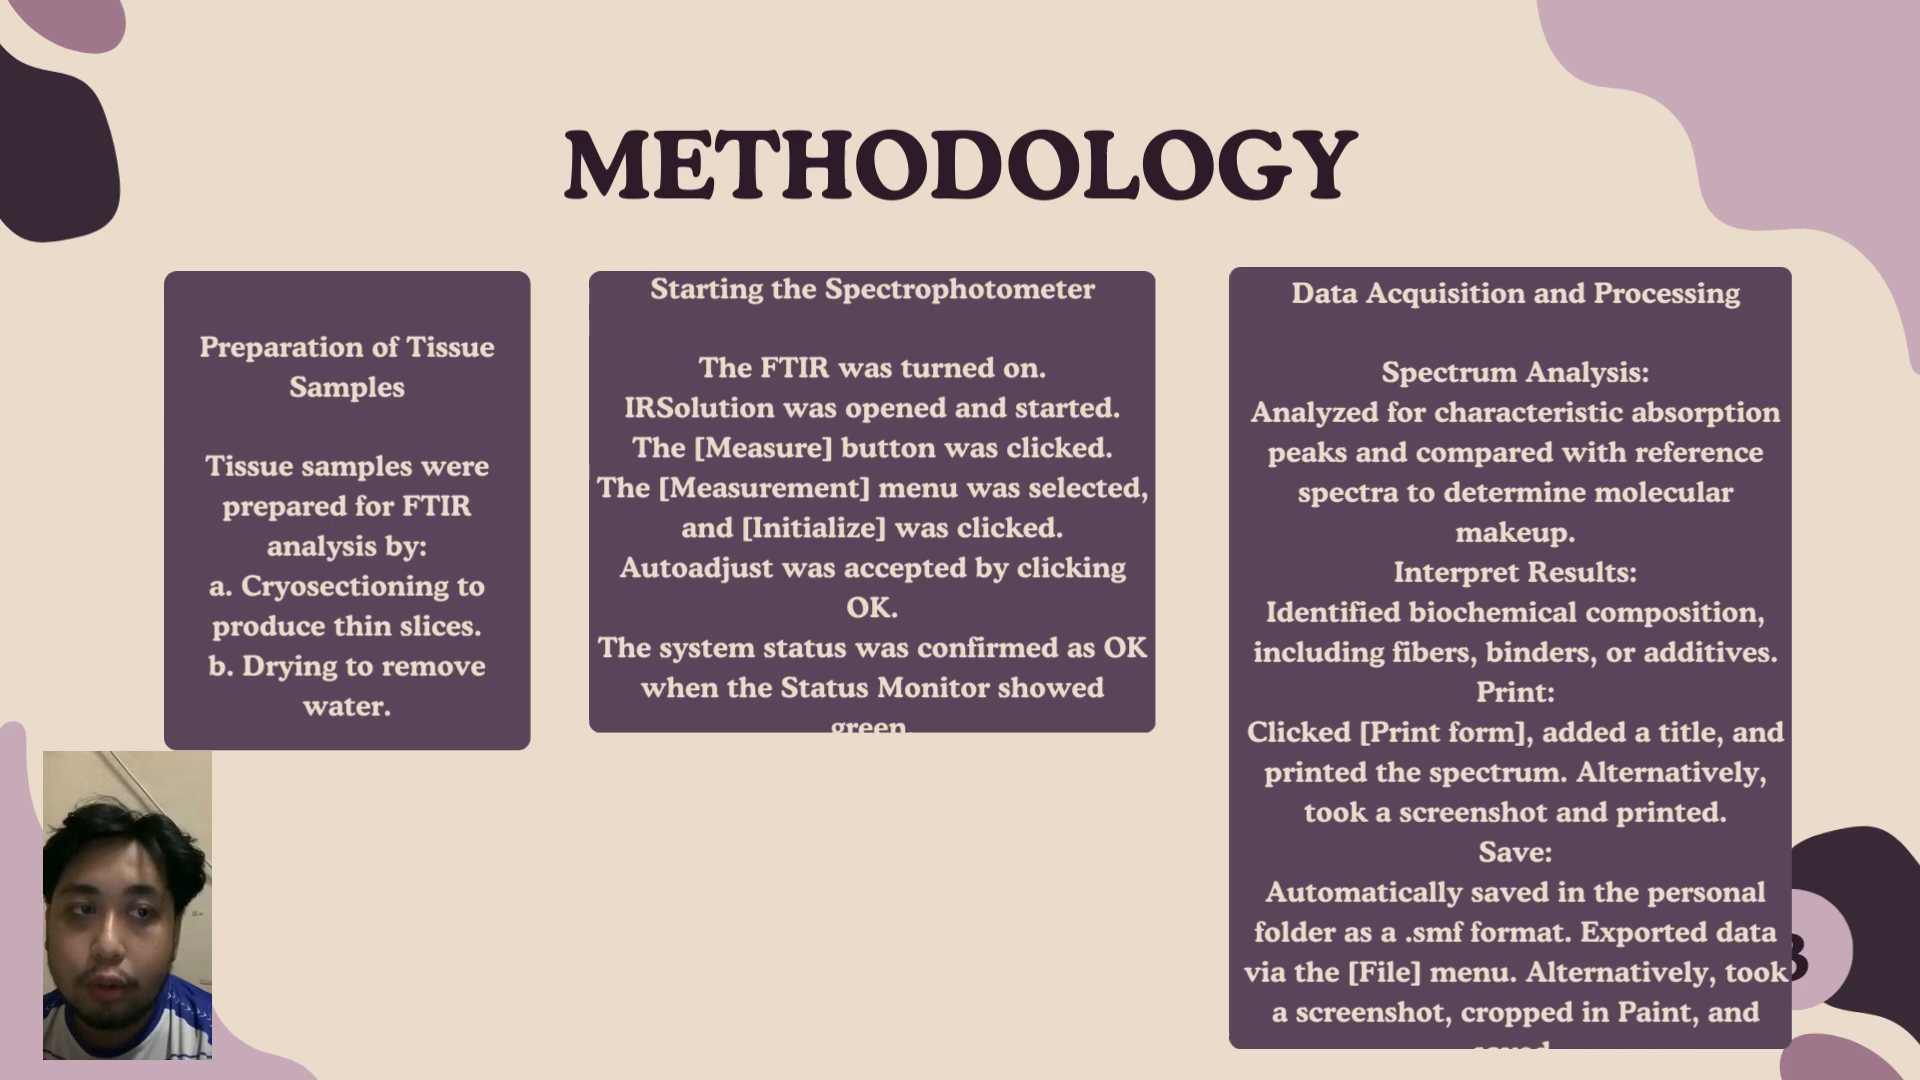 METHODOLOGY
Preparation of Tissue
Samples
Tissue samples were
prepared for FTIR
analysis by:
a. Cryosectioning to
produce thin slices.
b. Drying to remove
water.
Starting the Spectrophotometer
The FTIR was turned on.
IRSolution was opened and started.
The [Measure] button was clicked.
The [Measurement] menu was selected,
and [Initialize] was clicked.
Autoadjust was accepted by clicking
OK.
The system status was confirmed as OK
when the Status Monitor showed
green.
Data Acquisition and Processing
Spectrum Analysis:
Analyzed for characteristic absorption
peaks and compared with reference
spectra to determine molecular
makeup.
Interpret Results:
Identified biochemical composition,
including fibers, binders, or additives.
Print:
Clicked [Print form], added a title, and
printed the spectrum. Alternatively,
took a screenshot and printed.
Save:
Automatically saved in the personal
folder as a .smf format. Exported data
via the [File] menu. Alternatively, took
a screenshot, cropped in Paint, and
saved.